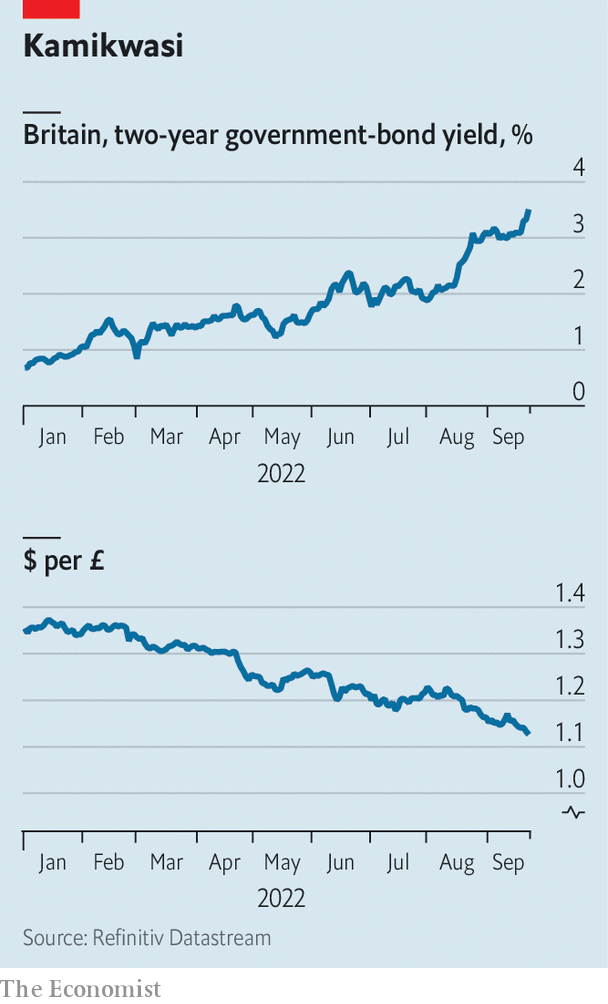 Kamikwasi
Britain, two-year government-bond yield, %
4
3
2
1
0
Jan Feb Mar Apr May Jun Jul Aug Sep
2022
$ per £
1.4
1.3
1.2
1.1
1.0
Jan Feb Mar Apr May Jun Jul Aug Sep
2022
Source: Refinitiv Datastream
The Economist